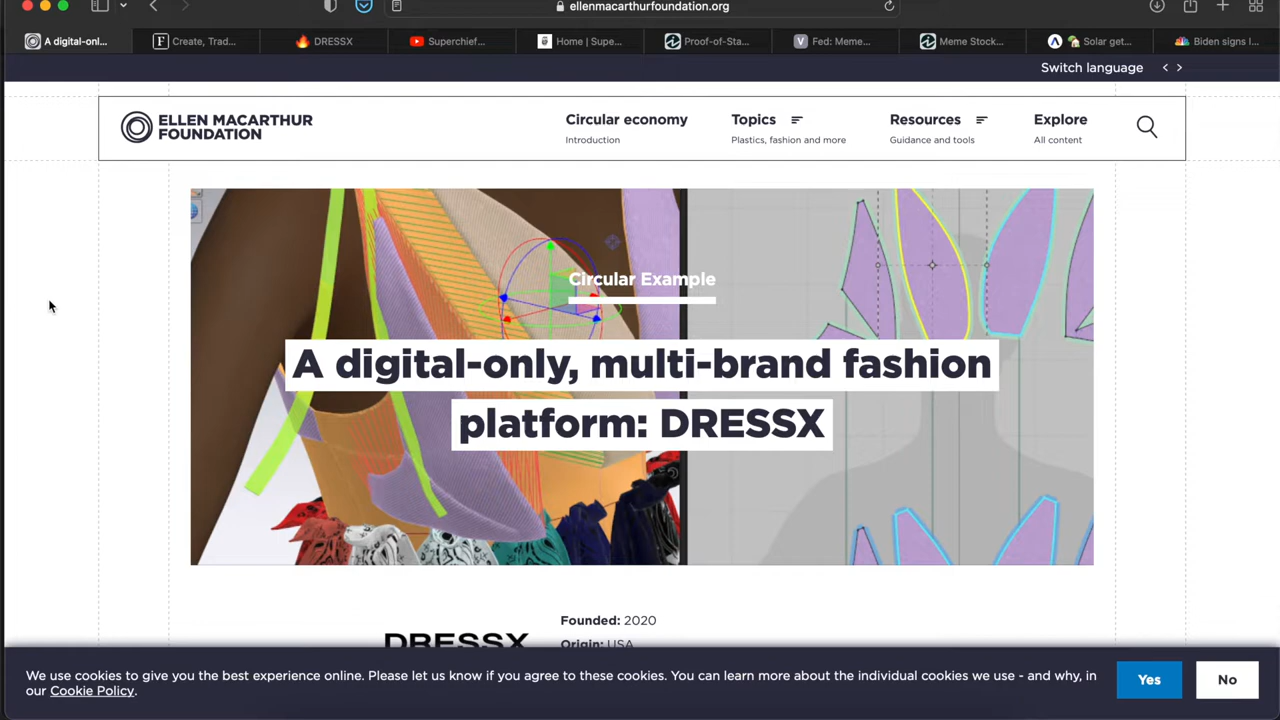 ellenmacarthurfoundation.org
A digital-onl...
Create, Trad...
DRESSX
Superchief...
Home | Supe...
Proof-of-Sta...
Fed: Meme...
Meme Stock...
Solar get...
Biden signs I...
Switch language
ELLEN MACARTHUR
FOUNDATION
Circular economy
Introduction
Topics
Plastics, fashion and more
Resources
Guidance and tools
Explore
All content
Circular Example
A digital-only, multi-brand fashion
platform: DRESSX
DRESSX
Founded: 2020
Origin: USA
We use cookies to give you the best experience online. Please let us know if you agree to these cookies. You can learn more about the individual cookies we use - and why, in
our Cookie Policy.
Yes
No